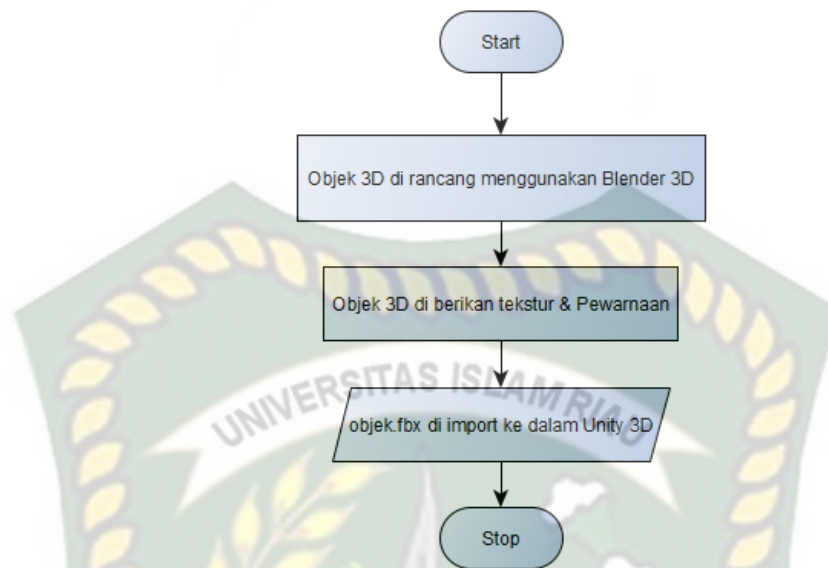 Start
Objek 3D di rancang menggunakan Blender 3D
Objek 3D di berikan tekstur & Pewarnaan
UNIVERSITAS ISLAM RIAU
objek.fbx di import ke dalam Unity 3D
Stop